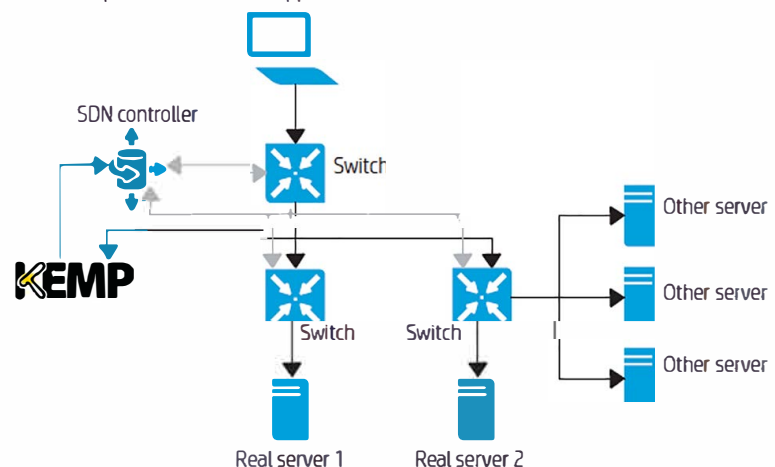 SDN controller
Switch
Other server
KEMP
Other server
Switch
Switch
Other server
Real server 1
Real server 2